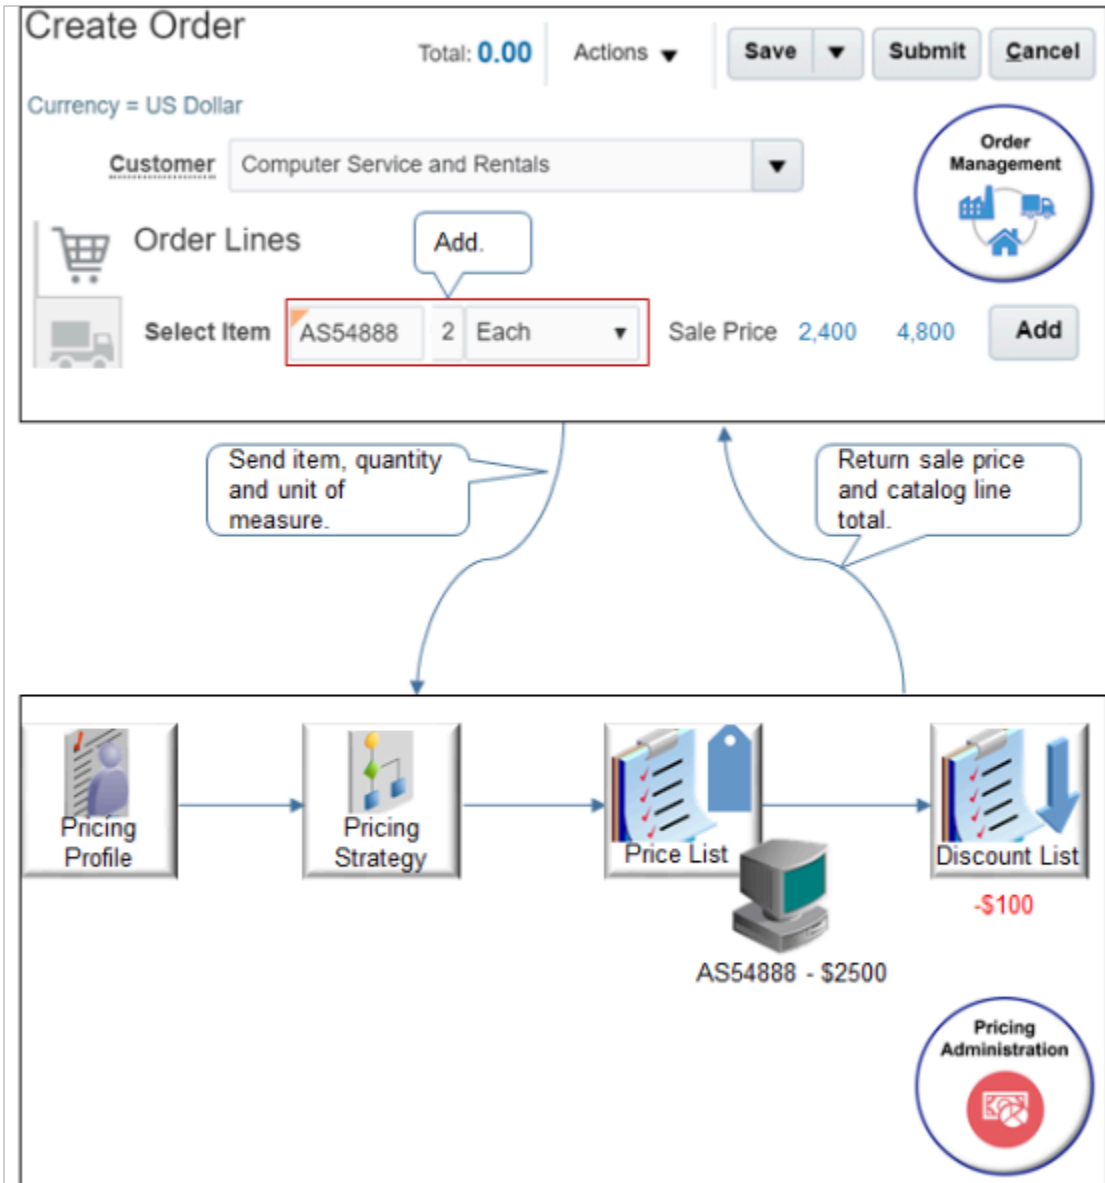 Create Order
Total: 0.00
Actions
Save
Submit
Cancel
Currency = US Dollar
Order
Management
Customer
Computer Service and Rentals
Order Lines
Add.
Select Item
AS54888
2
Each
Sale Price
2,400
4,800
Add
Send item, quantity
and unit of
measure.
Return sale price
and catalog line
total.
Pricing
Profile
Pricing
Strategy
Price List
Discount List
-$100
AS54888 - $2500
Pricing
Administration